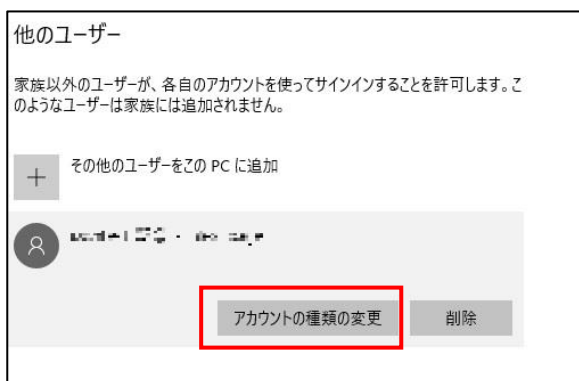 他のユーザー
家族以外のユーザーが、各自のアカウントを使ってサインインすることを許可します。こ
のようなユーザーは家族には追加されません。
その他のユーザーをこの PC に追加
アカウントの種類の変更
削除